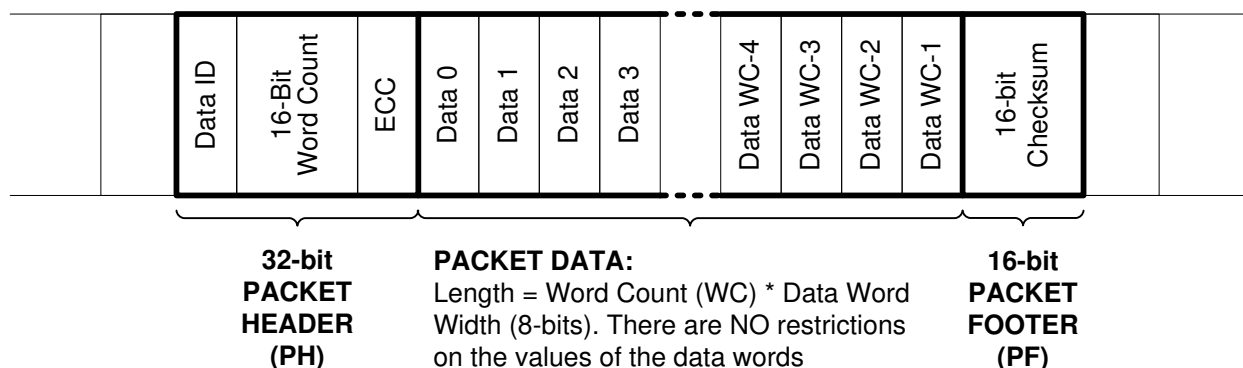 Data ID
16-Bit
Word Count
ECC
Data 0
Data 1
Data 2
Data 3
Data WC-4
Data WC-3
Data WC-2
Data WC-1
16-bit
Checksum
32-bit
PACKET
HEADER
(PH)
PACKET DATA:
Length = Word Count (WC) * Data Word
Width (8-bits). There are NO restrictions
on the values of the data words
16-bit
PACKET
FOOTER
(PF)